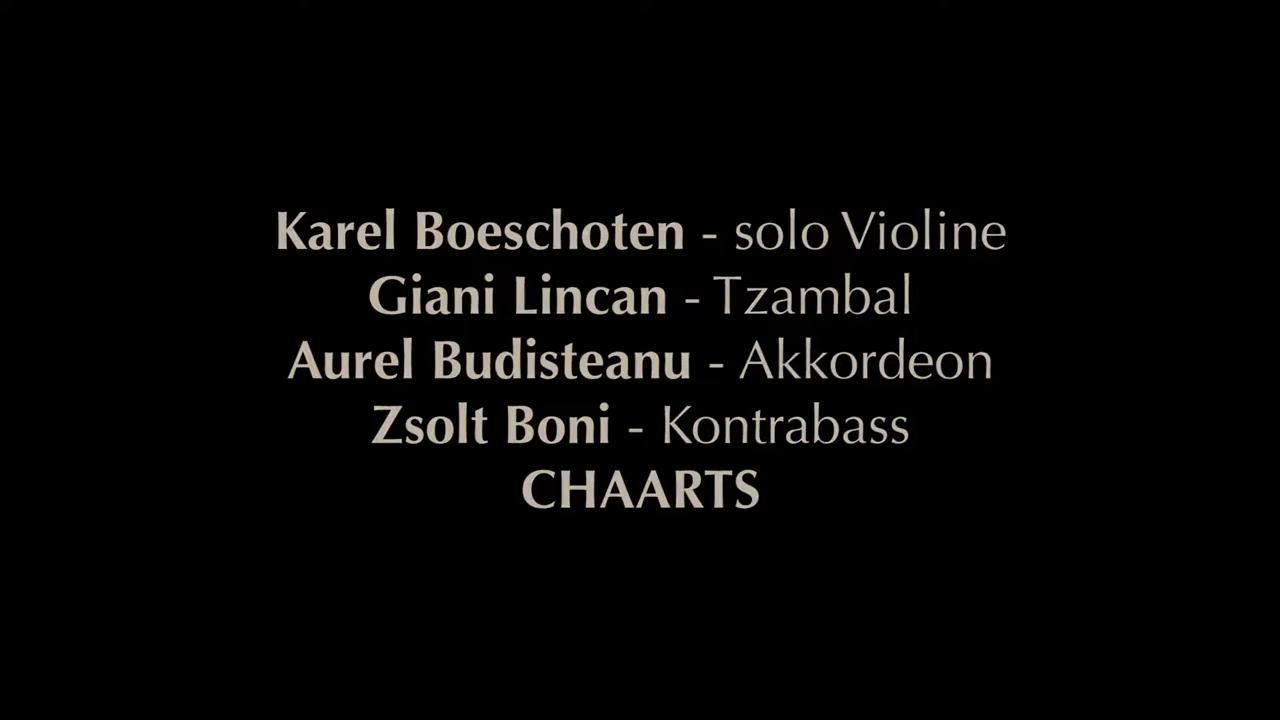 Karel Boeschoten - solo Violine
Giani Lincan - Tzambal
Aurel Budisteanu - Akkordeon
Zsolt Boni - Kontrabass
CHAARTS